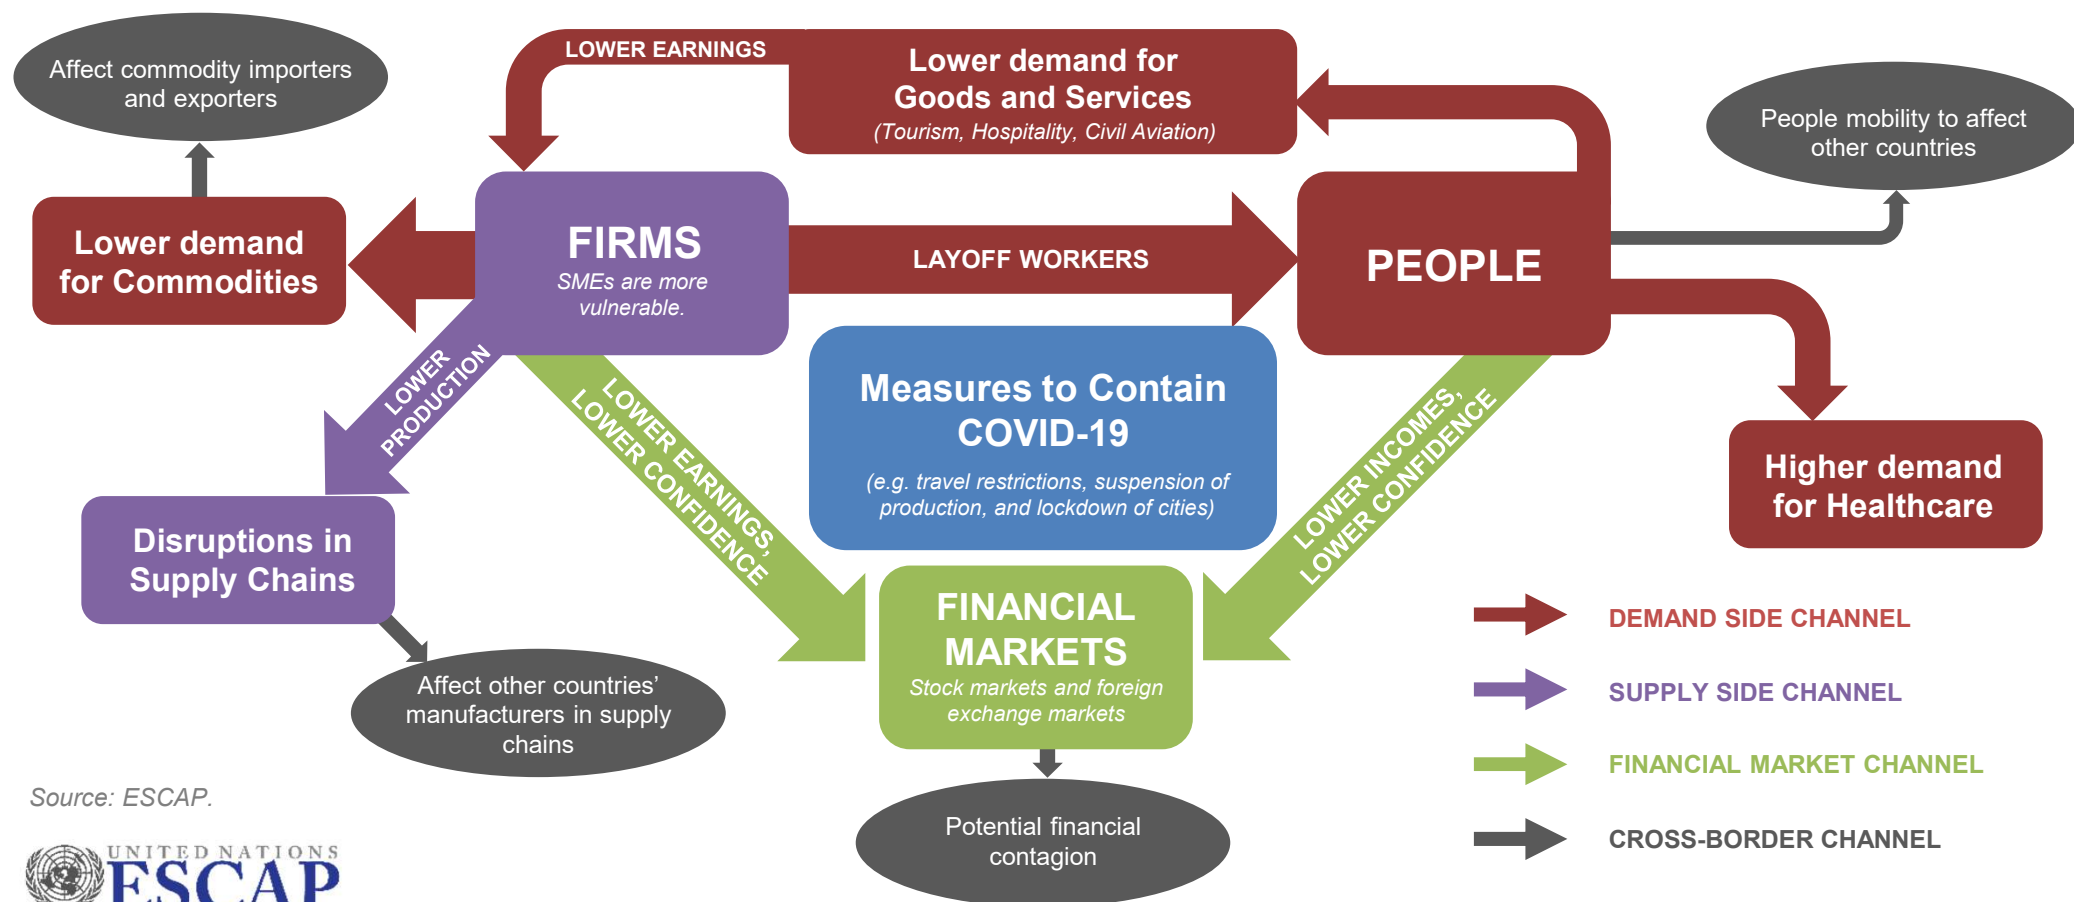 Affect commodity importers
and exporters
LOWER EARNINGS
Lower demand for
Goods and Services
(Tourism, Hospitality, Civil Aviation)
People mobility to affect
other countries
Lower demand
for Commodities
FIRMS
SMEs are more
vulnerable.
LAYOFF WORKERS
PEOPLE
LOWER
PRODUCTION
LOWER EARNINGS,
LOWER CONFIDENCE
Measures to Contain
COVID-19
(e.g. travel restrictions, suspension of
production, and lockdown of cities)
LOWER INCOMES,
LOWER CONFIDENCE
Higher demand
for Healthcare
Disruptions in
Supply Chains
FINANCIAL
MARKETS
Stock markets and foreign
exchange markets
Affect other countries’
manufacturers in supply
chains
Potential financial
contagion
DEMAND SIDE CHANNEL
SUPPLY SIDE CHANNEL
FINANCIAL MARKET CHANNEL
CROSS-BORDER CHANNEL
Source: ESCAP.
UNITED NATIONS
ESCAP